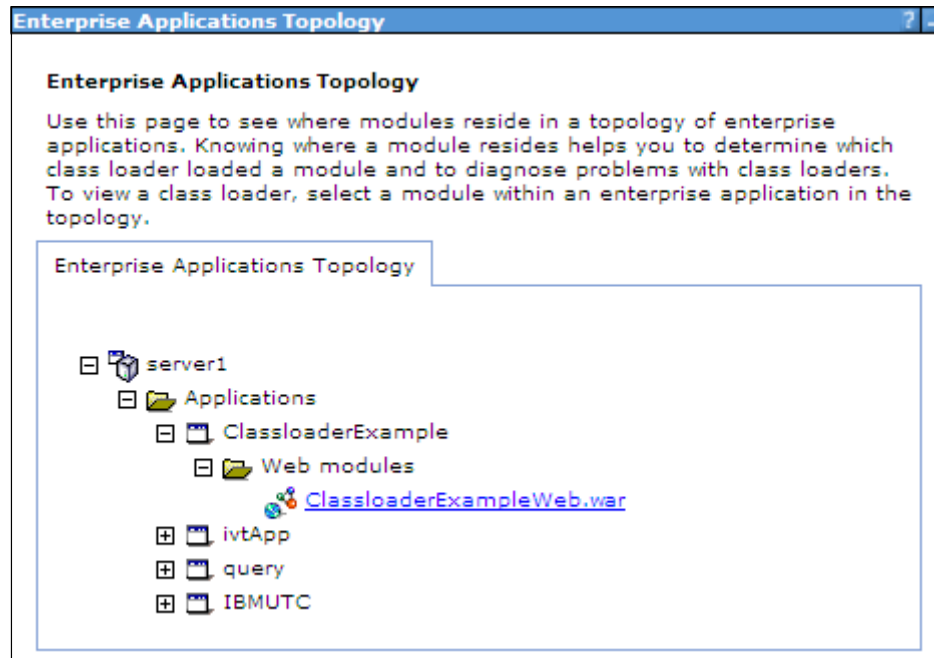 Enterprise Applications Topology ? -
Enterprise Applications Topology
Use this page to see where modules reside in a topology of enterprise
applications. Knowing where a module resides helps you to determine which
class loader loaded a module and to diagnose problems with class loaders.
To view a class loader, select a module within an enterprise application in the
topology.
Enterprise Applications Topology
server1
Applications
ClassloaderExample
Web modules
ClassloaderExampleWeb.war
ivtApp
query
IBMUTC